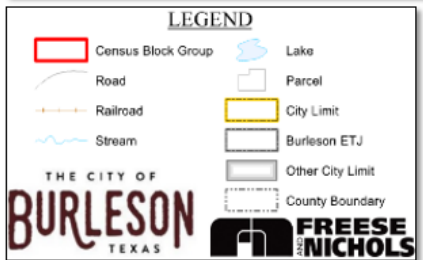 LEGEND
Census Block Group
Road
Railroad
Stream
Lake
Parcel
City Limit
Burleson ETJ
Other City Limit
County Boundary
THE CITY OF
BURLESON
TEXAS
FREESE
AND NICHOLS